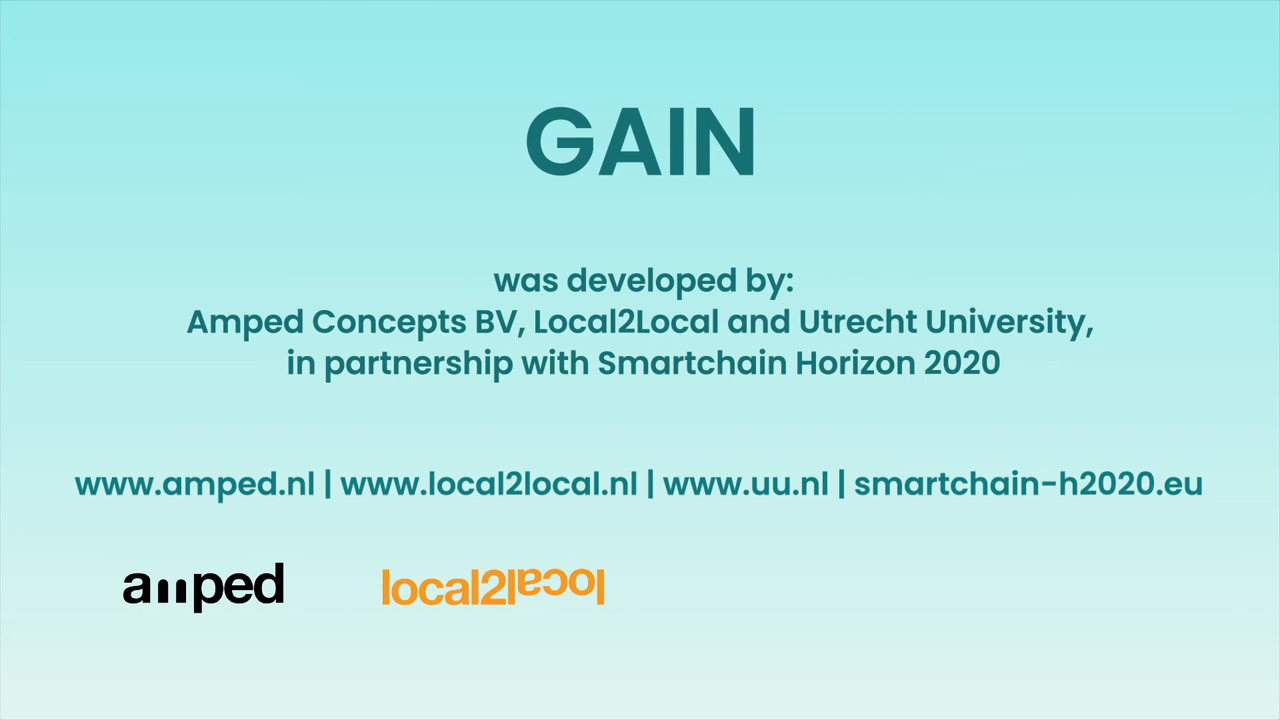 GAIN
was developed by:
Amped Concepts BV, Local2Local and Utrecht University,
in partnership with Smartchain Horizon 2020
www.amped.nl | www.local2local.nl | www.uu.nl | smartchain-h2020.eu
amped local2local